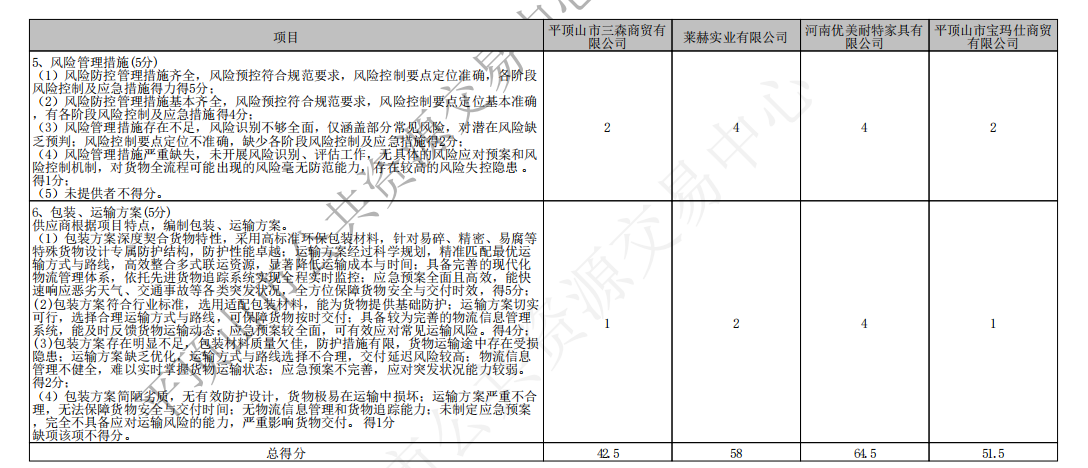 项目
平顶山市三森商贸有
限公司
莱赫实业有限公司
河南优美耐特家具有
限公司
平顶山市宝玛仕商贸
有限公司
5、风险管理措施(5分)
（1）风险防控管理措施齐全，风险预控符合规范要求，风险控制要点定位准确，各阶段
风险控制及应急措施得力得5分；
（2）风险防控管理措施基本齐全，风险预控符合规范要求，风险控制要点定位基本准确
，有各阶段风险控制及应急措施得4分；
（3）风险管理措施存在不足，风险识别不够全面，仅涵盖部分常见风险，对潜在风险缺
乏预判；风险控制要点定位不准确，缺少各阶段风险控制及应急措施得2分；
（4）风险管理措施严重缺失，未开展风险识别、评估工作，无具体的风险应对预案和风
险控制机制，对货物全流程可能出现的风险毫无防范能力，存在较高的风险失控隐患。
得1分；
（5）未提供者不得分。
2
4
4
2
6、包装、运输方案(5分)
供应商根据项目特点，编制包装、运输方案。
（1）包装方案深度契合货物特性，采用高标准环保包装材料，针对易碎、精密、易腐等
特殊货物设计专属防护结构，防护性能卓越；运输方案经过科学规划，精准匹配最优运
输方式与路线，高效整合多式联运资源，显著降低运输成本与时间；具备完善的现代化
物流管理体系，依托先进货物追踪系统实现全程实时监控；应急预案全面且高效，能快
速响应恶劣天气、交通事故等各类突发状况，全方位保障货物安全与交付时效，得5分；
(2)包装方案符合行业标准，选用适配包装材料，能为货物提供基础防护；运输方案切实
可行，选择合理运输方式与路线，可保障货物按时交付；具备较为完善的物流信息管理
系统，能及时反馈货物运输动态；应急预案较全面，可有效应对常见运输风险。得4分；
(3)包装方案存在明显不足，包装材料质量欠佳，防护措施有限，货物运输途中存在受损
隐患；运输方案缺乏优化，运输方式与路线选择不合理，交付延迟风险较高；物流信息
管理不健全，难以实时掌握货物运输状态；应急预案不完善，应对突发状况能力较弱。
得2分；
（4）包装方案简陋劣质，无有效防护设计，货物极易在运输中损坏；运输方案严重不合
理，无法保障货物安全与交付时间；无物流信息管理和货物追踪能力；未制定应急预案
，完全不具备应对运输风险的能力，严重影响货物交付。 得1分
缺项该项不得分。
1
2
4
1
总得分
42.5
58
64.5
51.5